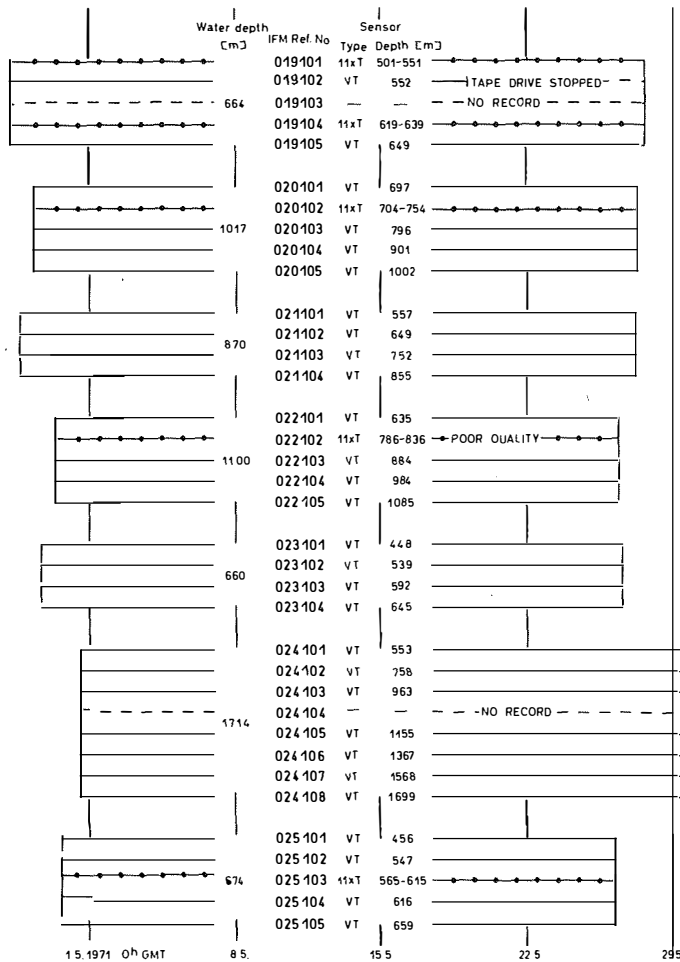 Water depth [m] IFM Ref. No Sensor
Type Depth [m]
019101 11xT 501-551
019102 VT 552 TAPE DRIVE STOPPED
664 019103 — — NO RECORD
019104 11xT 619-639
019105 VT 649
020101 VT 697
020102 11xT 704-754
1017 020103 VT 796
020104 VT 901
020105 VT 1002
021101 VT 557
021102 VT 649
870 021103 VT 752
021104 VT 855
022101 VT 635
022102 11xT 786-836 POOR QUALITY
1100 022103 VT 884
022104 VT 984
022105 VT 1085
023101 VT 448
023102 VT 539
660 023103 VT 592
023104 VT 645
024101 VT 553
024102 VT 758
024103 VT 963
024104 — — NO RECORD
1714 024105 VT 1155
024106 VT 1367
024107 VT 1568
024108 VT 1699
025101 VT 456
025102 VT 547
674 025103 11xT 565-615
025104 VT 616
025105 VT 659
1 5. 1971 0h GMT 8 5. 15 5 22 5 29 5